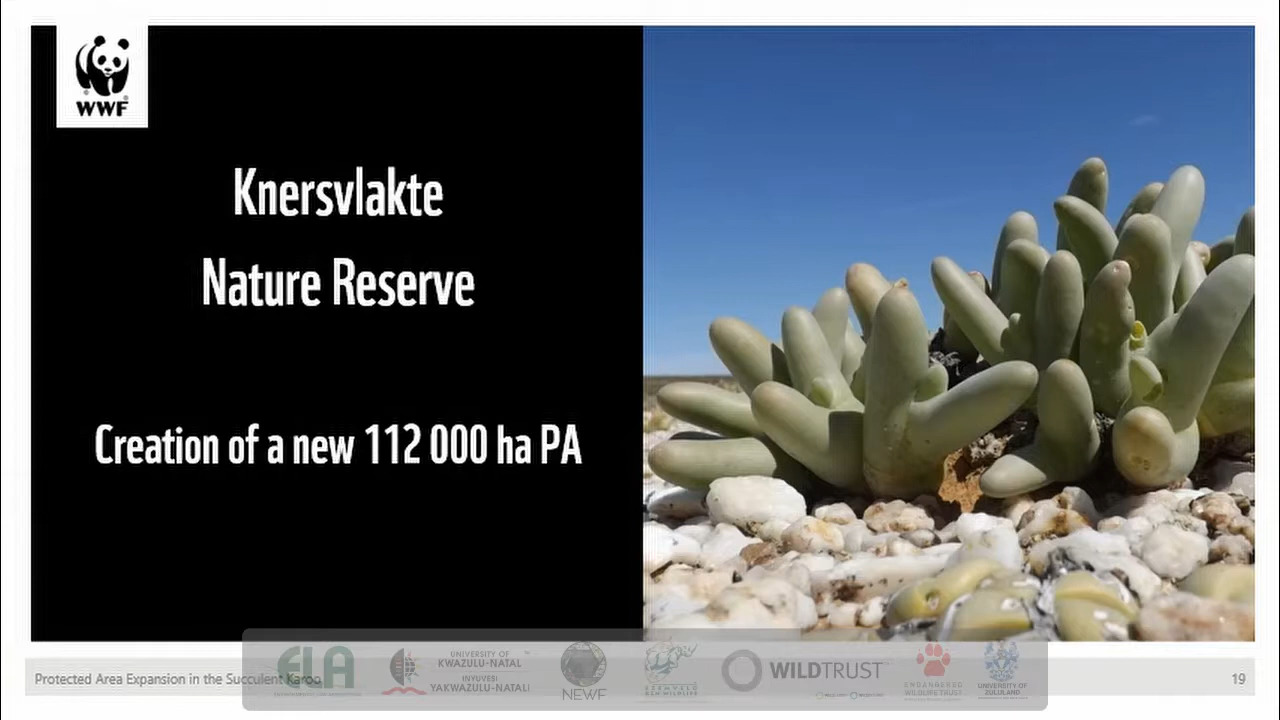 WWF
Knersvlakte
Nature Reserve
Creation of a new 112 000 ha PA
Protected Area Expansion in the Succulent Karoo
ELA
UNIVERSITY OF
KWAZULU-NATAL
INYUVESI
YAKWAZULU-NATALI
NEWF
WILDTRUST
ENDANGERED
WILDLIFE TRUST
UNIVERSITY OF
ZULULAND
19